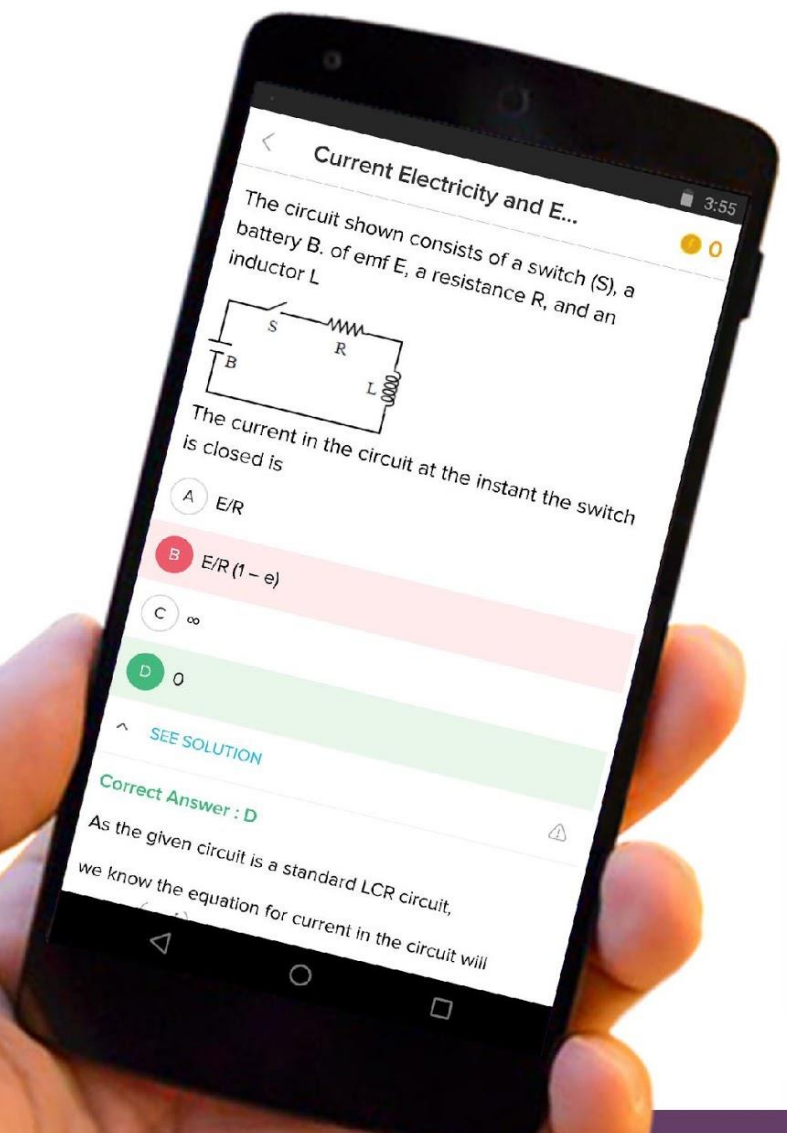 3:55
Current Electricity and E...
0
The circuit shown consists of a switch (S), a
battery B. of emf E, a resistance R, and an
inductor L
S
R
B
L
The current in the circuit at the instant the switch
is closed is
A E/R
B E/R (1 – e)
C ∞
D 0
SEE SOLUTION
Correct Answer : D
As the given circuit is a standard LCR circuit,
we know the equation for current in the circuit will